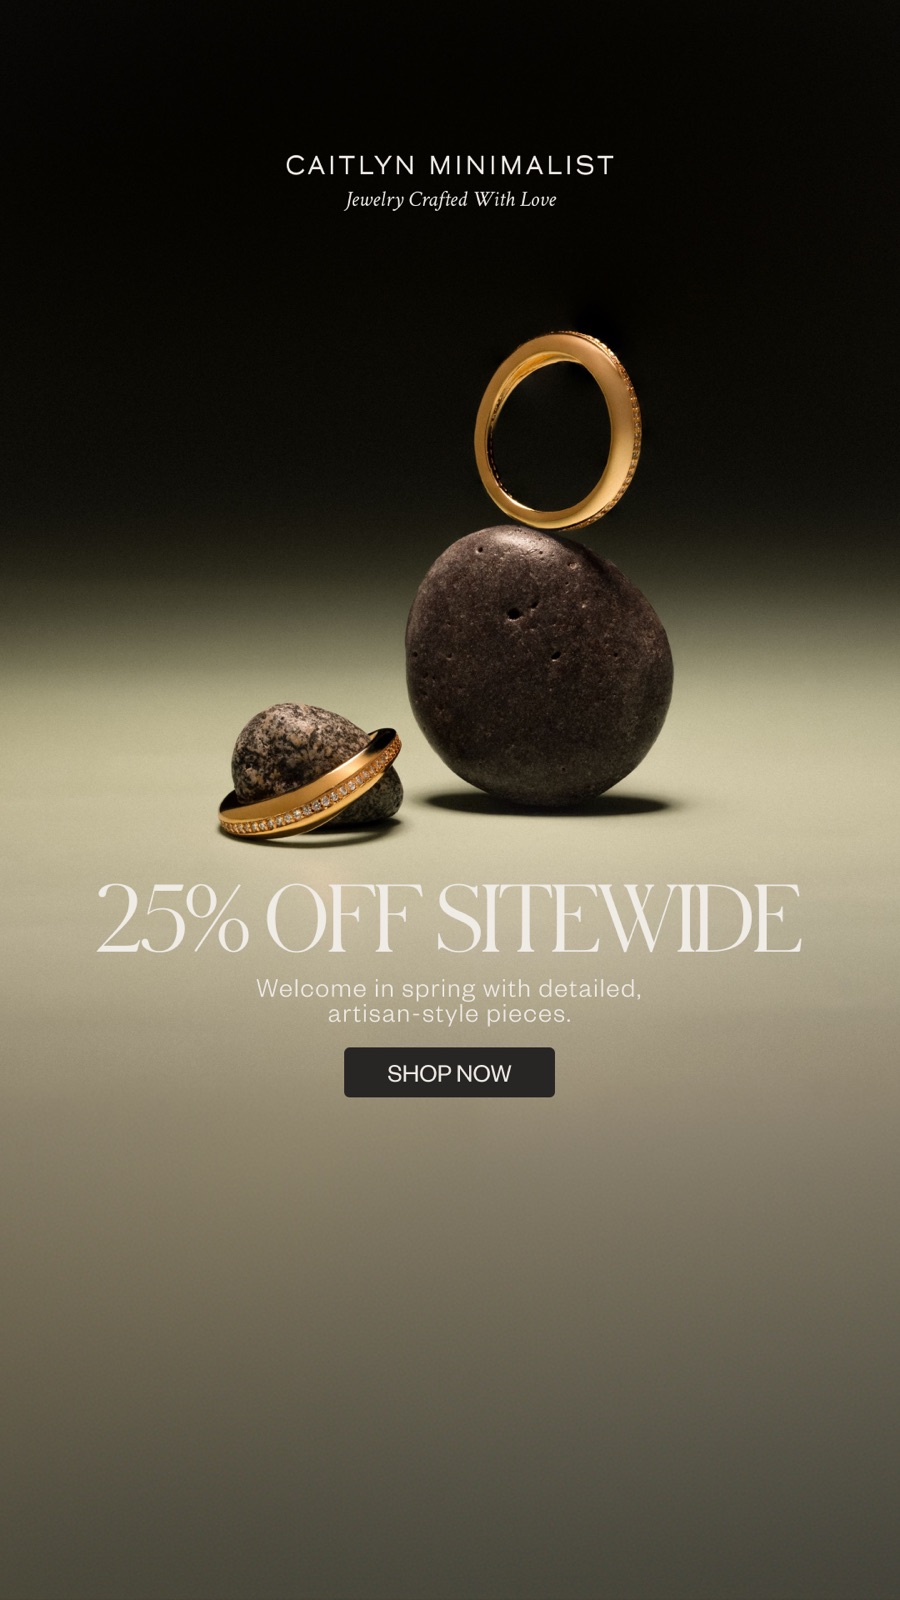 CAITLYN MINIMALIST
Jewelry Crafted With Love
25% OFF SITEWIDE
Welcome in spring with detailed,
artisan-style pieces.
SHOP NOW